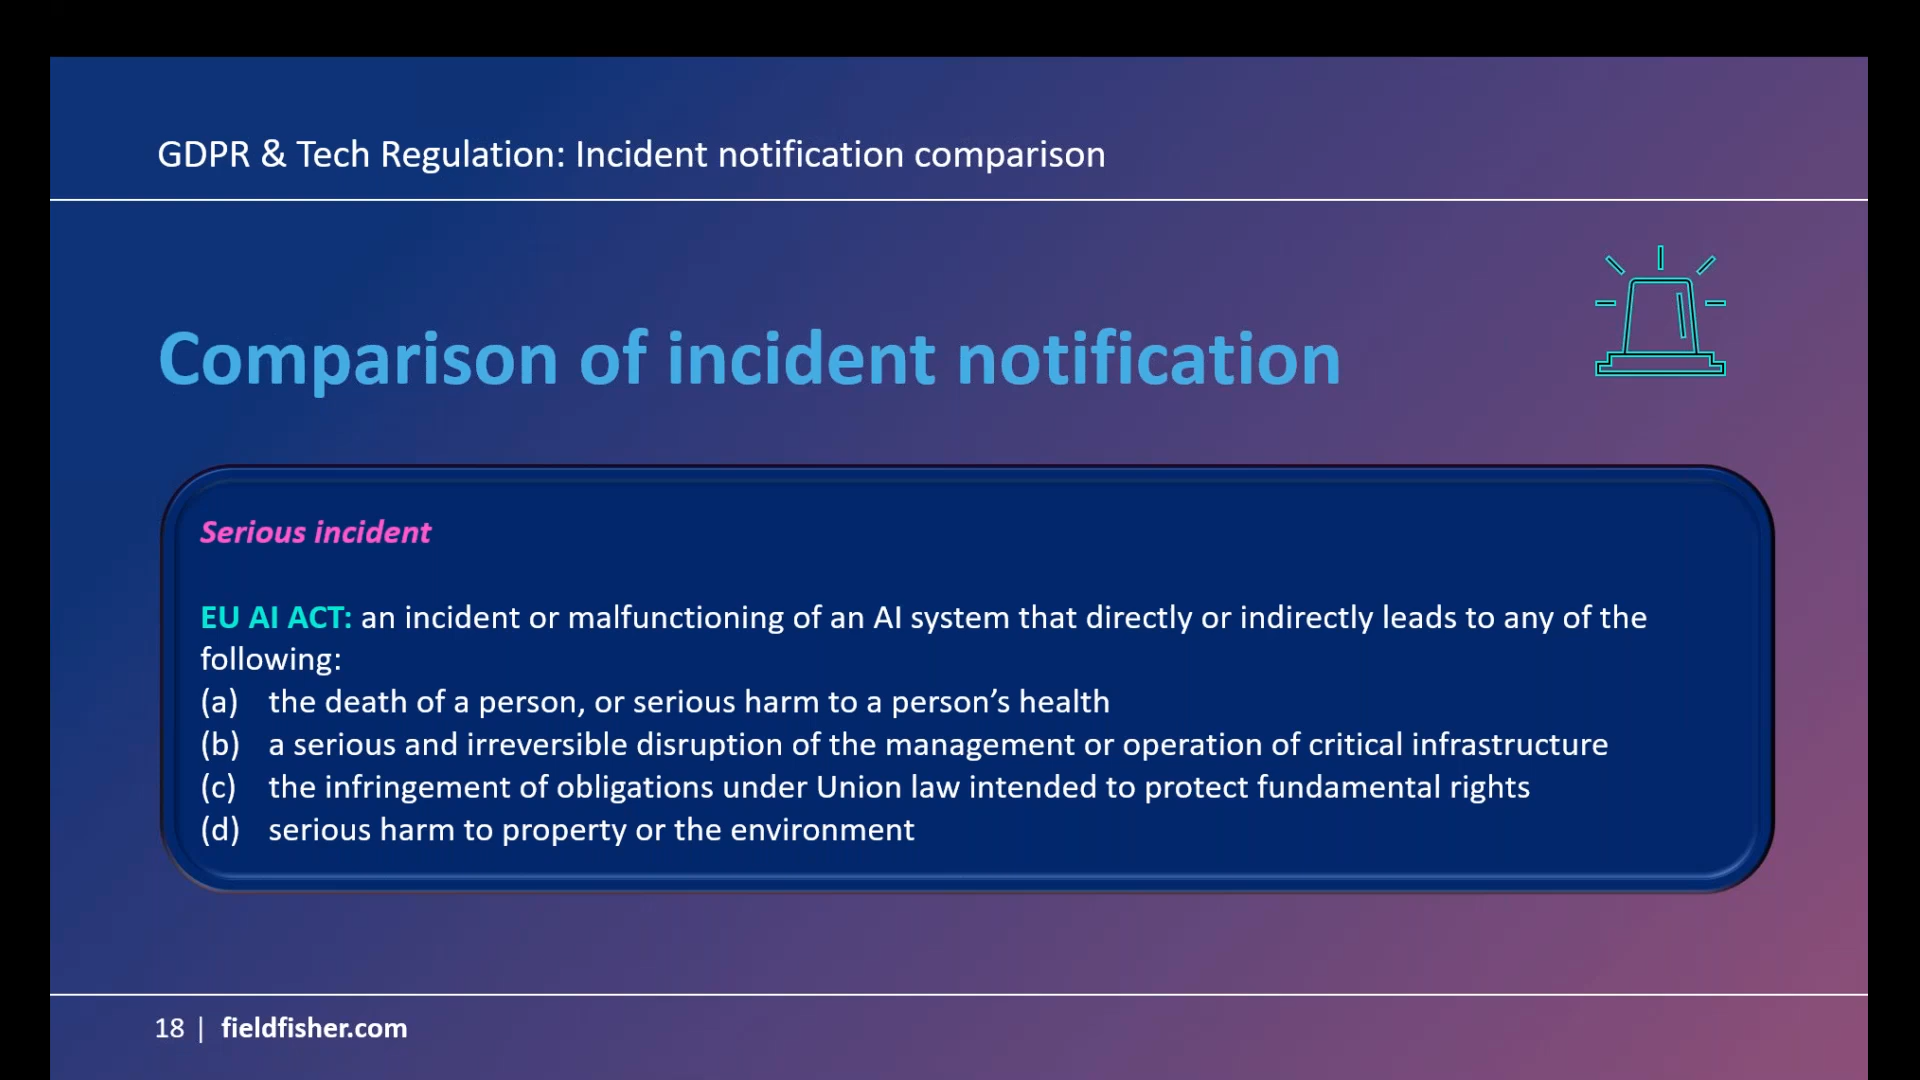 GDPR & Tech Regulation: Incident notification comparison
Comparison of incident notification
Serious incident
EU AI ACT: an incident or malfunctioning of an AI system that directly or indirectly leads to any of the
following:
(a) the death of a person, or serious harm to a person’s health
(b) a serious and irreversible disruption of the management or operation of critical infrastructure
(c) the infringement of obligations under Union law intended to protect fundamental rights
(d) serious harm to property or the environment
18 | fieldfisher.com